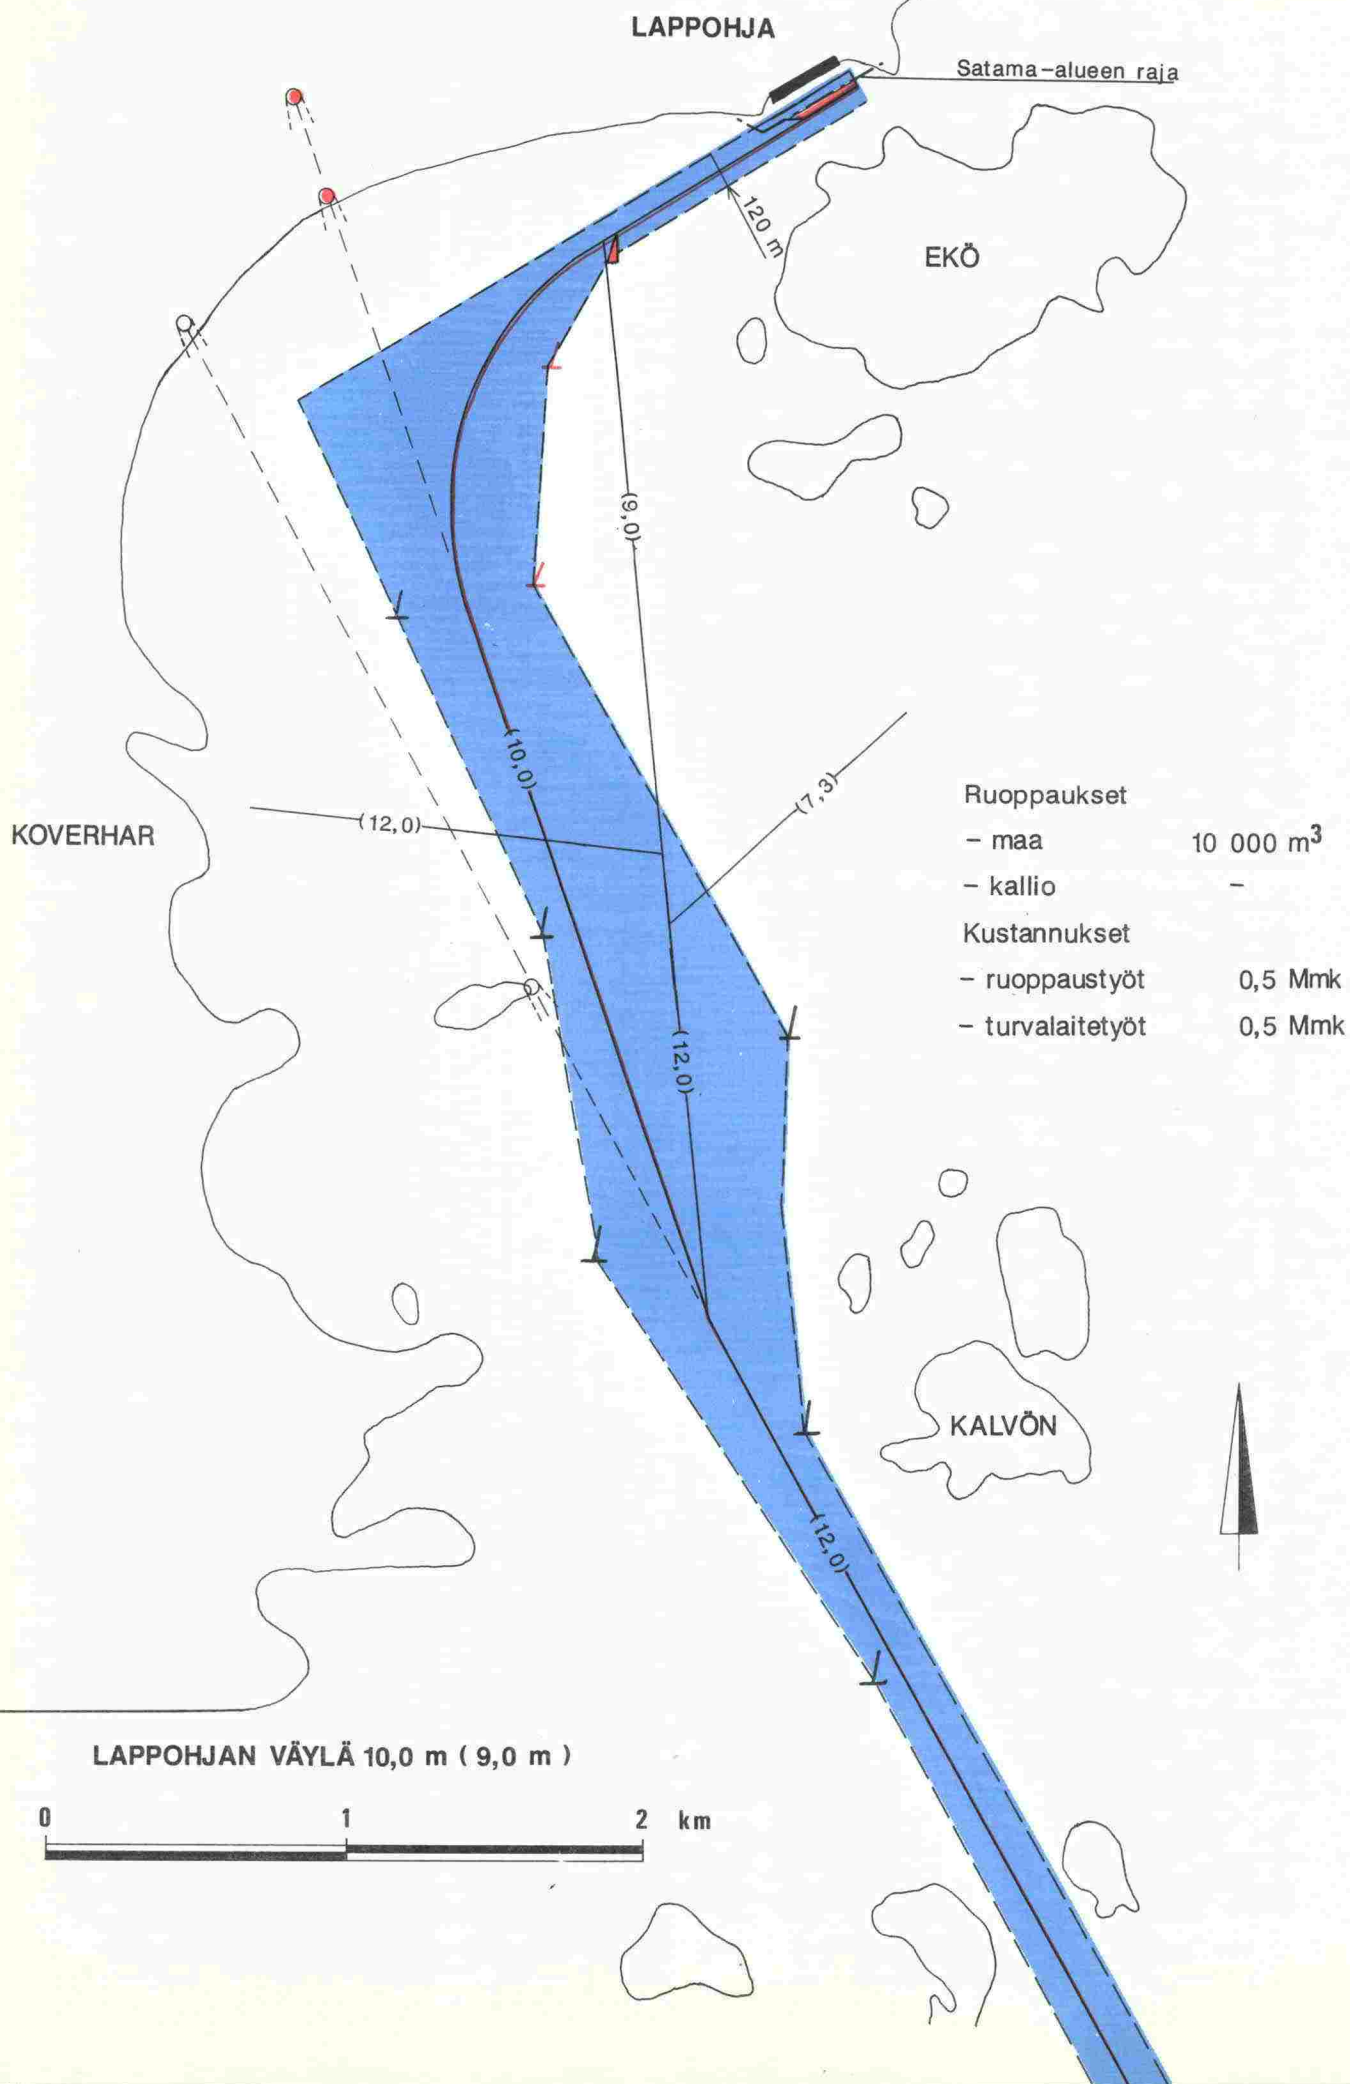 LAPPOHJA
Satama-alueen raja
120 m
EKÖ
(9,0)
(10,0)
(7,3)
(12,0)
KOVERHAR
Ruoppaukset
- maa 10 000 m³
- kallio -
Kustannukset
- ruoppaustyöt 0,5 Mmk
- turvalaitetyöt 0,5 Mmk
(12,0)
KALVÖN
(12,0)
LAPPOHJAN VÄYLÄ 10,0 m ( 9,0 m )
0 1 2 km